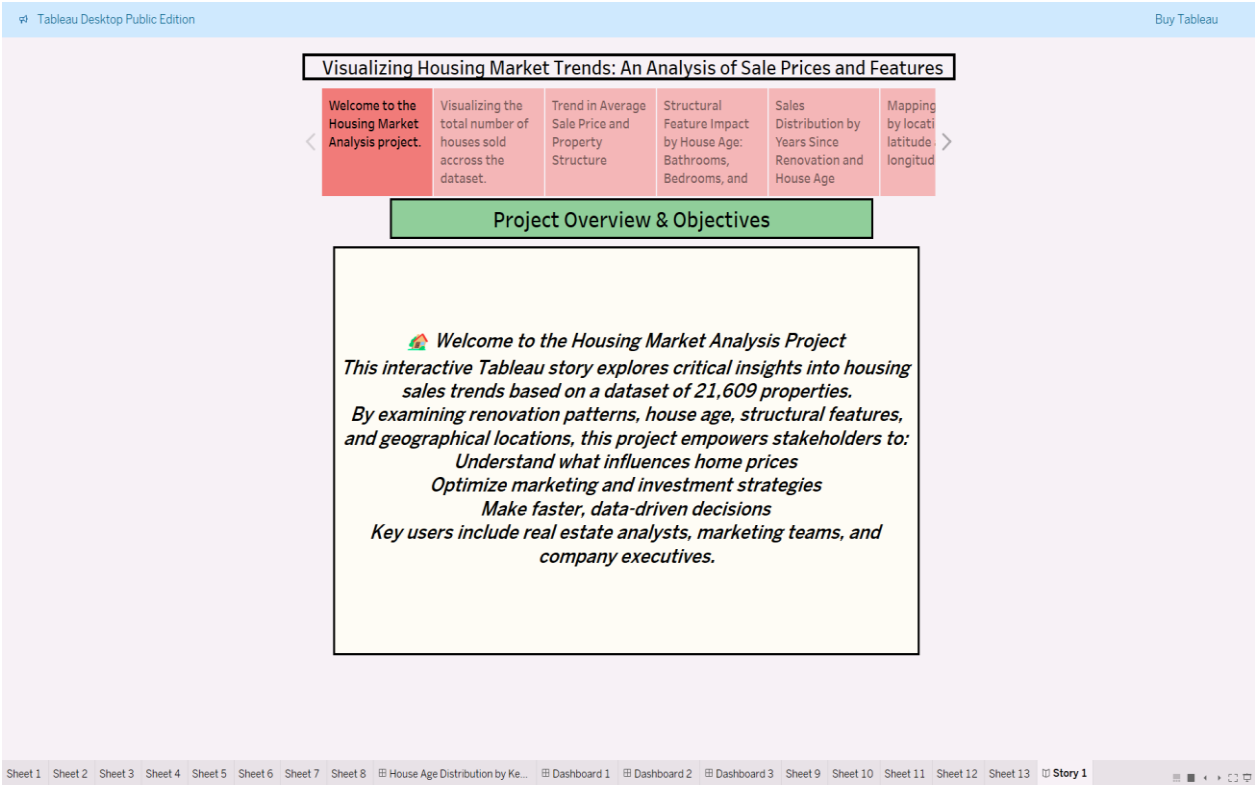 Tableau Desktop Public Edition
Buy Tableau
Visualizing Housing Market Trends: An Analysis of Sale Prices and Features
Welcome to the
Housing Market
Analysis project.
Visualizing the
total number of
houses sold
accross the
dataset.
Trend in Average
Sale Price and
Property
Structure
Structural
Feature Impact
by House Age:
Bathrooms,
Bedrooms, and
Sales
Distribution by
Years Since
Renovation and
House Age
Mapping
by locati
latitude
longitud
Project Overview & Objectives
Welcome to the Housing Market Analysis Project
This interactive Tableau story explores critical insights into housing
sales trends based on a dataset of 21,609 properties.
By examining renovation patterns, house age, structural features,
and geographical locations, this project empowers stakeholders to:
Understand what influences home prices
Optimize marketing and investment strategies
Make faster, data-driven decisions
Key users include real estate analysts, marketing teams, and
company executives.
Sheet 1 Sheet 2 Sheet 3 Sheet 4 Sheet 5 Sheet 6 Sheet 7 Sheet 8 House Age Distribution by Ke... Dashboard 1 Dashboard 2 Dashboard 3 Sheet 9 Sheet 10 Sheet 11 Sheet 12 Sheet 13 Story 1